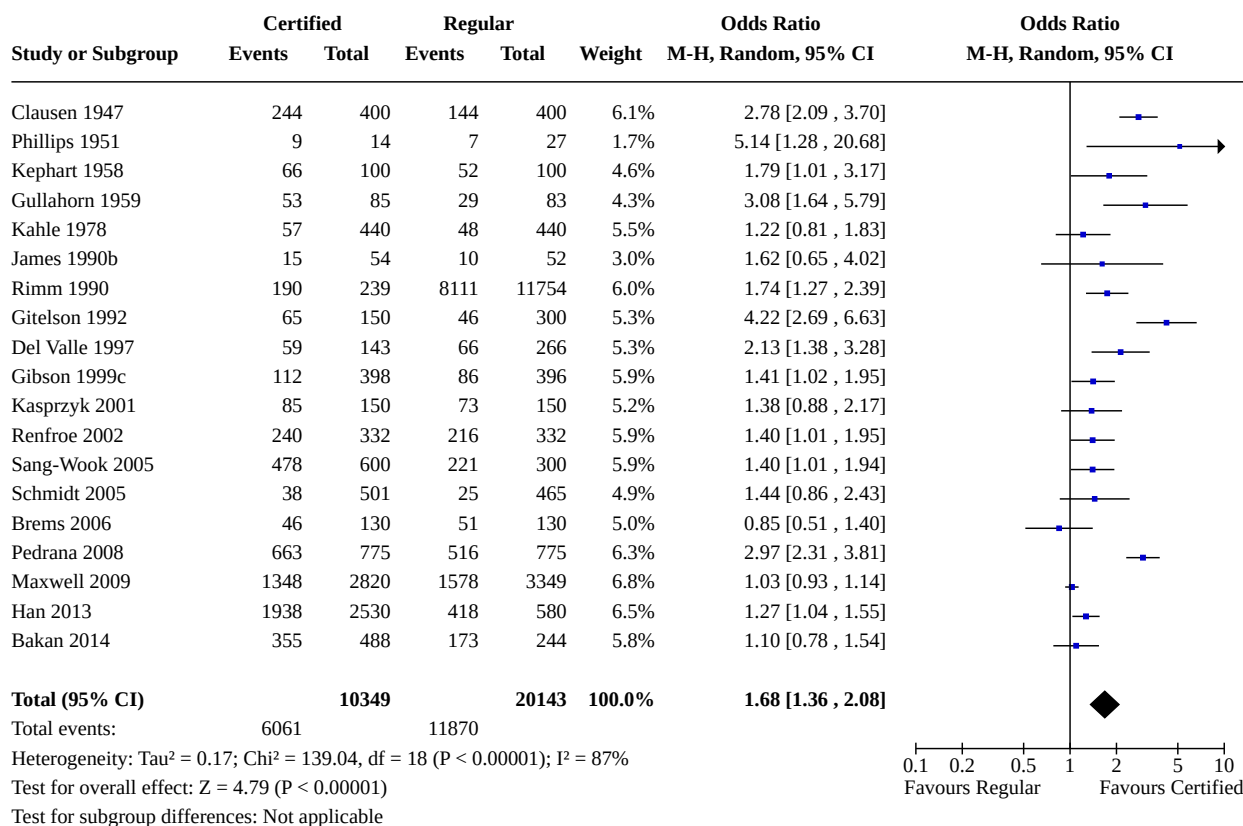 Certified Regular Odds Ratio Odds Ratio
Study or Subgroup Events Total Events Total Weight M-H, Random, 95% CI M-H, Random, 95% CI
Clausen 1947 244 400 144 400 6.1% 2.78 [2.09 , 3.70]
Phillips 1951 9 14 7 27 1.7% 5.14 [1.28 , 20.68]
Kephart 1958 66 100 52 100 4.6% 1.79 [1.01 , 3.17]
Gullahorn 1959 53 85 29 83 4.3% 3.08 [1.64 , 5.79]
Kahle 1978 57 440 48 440 5.5% 1.22 [0.81 , 1.83]
James 1990b 15 54 10 52 3.0% 1.62 [0.65 , 4.02]
Rimm 1990 190 239 8111 11754 6.0% 1.74 [1.27 , 2.39]
Gitelson 1992 65 150 46 300 5.3% 4.22 [2.69 , 6.63]
Del Valle 1997 59 143 66 266 5.3% 2.13 [1.38 , 3.28]
Gibson 1999c 112 398 86 396 5.9% 1.41 [1.02 , 1.95]
Kasprzyk 2001 85 150 73 150 5.2% 1.38 [0.88 , 2.17]
Renfroe 2002 240 332 216 332 5.9% 1.40 [1.01 , 1.95]
Sang-Wook 2005 478 600 221 300 5.9% 1.40 [1.01 , 1.94]
Schmidt 2005 38 501 25 465 4.9% 1.44 [0.86 , 2.43]
Brems 2006 46 130 51 130 5.0% 0.85 [0.51 , 1.40]
Pedrana 2008 663 775 516 775 6.3% 2.97 [2.31 , 3.81]
Maxwell 2009 1348 2820 1578 3349 6.8% 1.03 [0.93 , 1.14]
Han 2013 1938 2530 418 580 6.5% 1.27 [1.04 , 1.55]
Bakan 2014 355 488 173 244 5.8% 1.10 [0.78 , 1.54]
Total (95% CI) 10349 20143 100.0% 1.68 [1.36 , 2.08]
Total events: 6061 11870
Heterogeneity: Tau² = 0.17; Chi² = 139.04, df = 18 (P < 0.00001); I² = 87%
Test for overall effect: Z = 4.79 (P < 0.00001)
Test for subgroup differences: Not applicable
0.1 0.2 0.5 1 2 5 10
Favours Regular Favours Certified